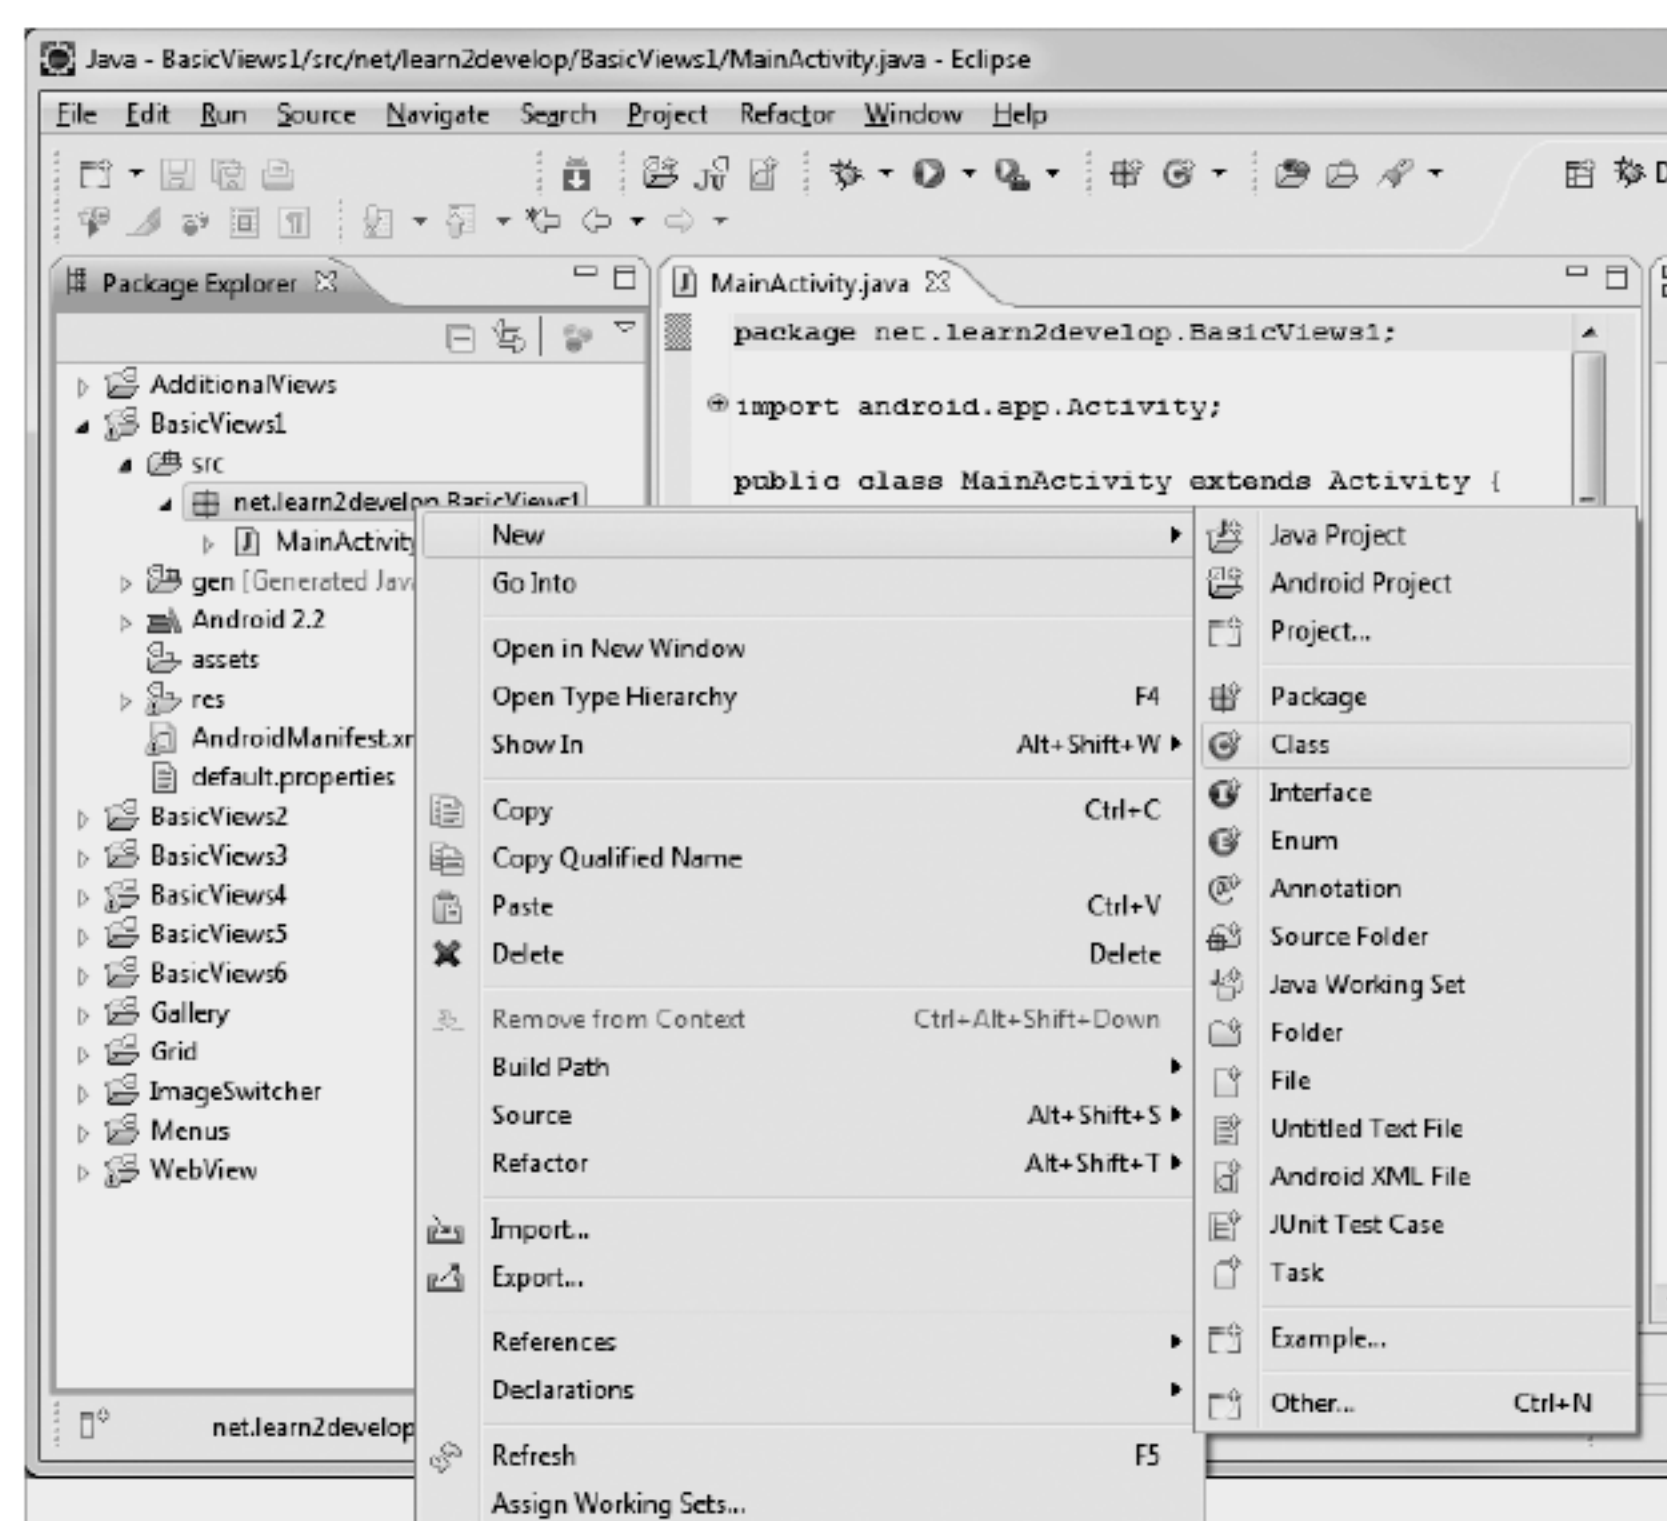 Java - BasicViews1/src/net/learn2develop/BasicViews1/MainActivity.java - Eclipse
File Edit Run Source Navigate Search Project Refactor Window Help
Package Explorer
MainActivity.java
package net.learn2develop.BasicViews1;
import android.app.Activity;
public class MainActivity extends Activity {
AdditionalViews
BasicViews1
src
net.learn2develop.BasicViews1
MainActivity
gen [Generated Jav
Android 2.2
assets
res
AndroidManifest.xm
default.properties
BasicViews2
BasicViews3
BasicViews4
BasicViews5
BasicViews6
Gallery
Grid
ImageSwitcher
Menus
WebView
net.learn2develop
New
Go Into
Open in New Window
Open Type Hierarchy F4
Show In Alt+Shift+W
Copy Ctrl+C
Copy Qualified Name
Paste Ctrl+V
Delete Delete
Remove from Context Ctrl+Alt+Shift+Down
Build Path
Source Alt+Shift+S
Refactor Alt+Shift+T
Import...
Export...
References
Declarations
Refresh F5
Assign Working Sets...
Java Project
Android Project
Project...
Package
Class
Interface
Enum
Annotation
Source Folder
Java Working Set
Folder
File
Untitled Text File
Android XML File
JUnit Test Case
Task
Example...
Other... Ctrl+N